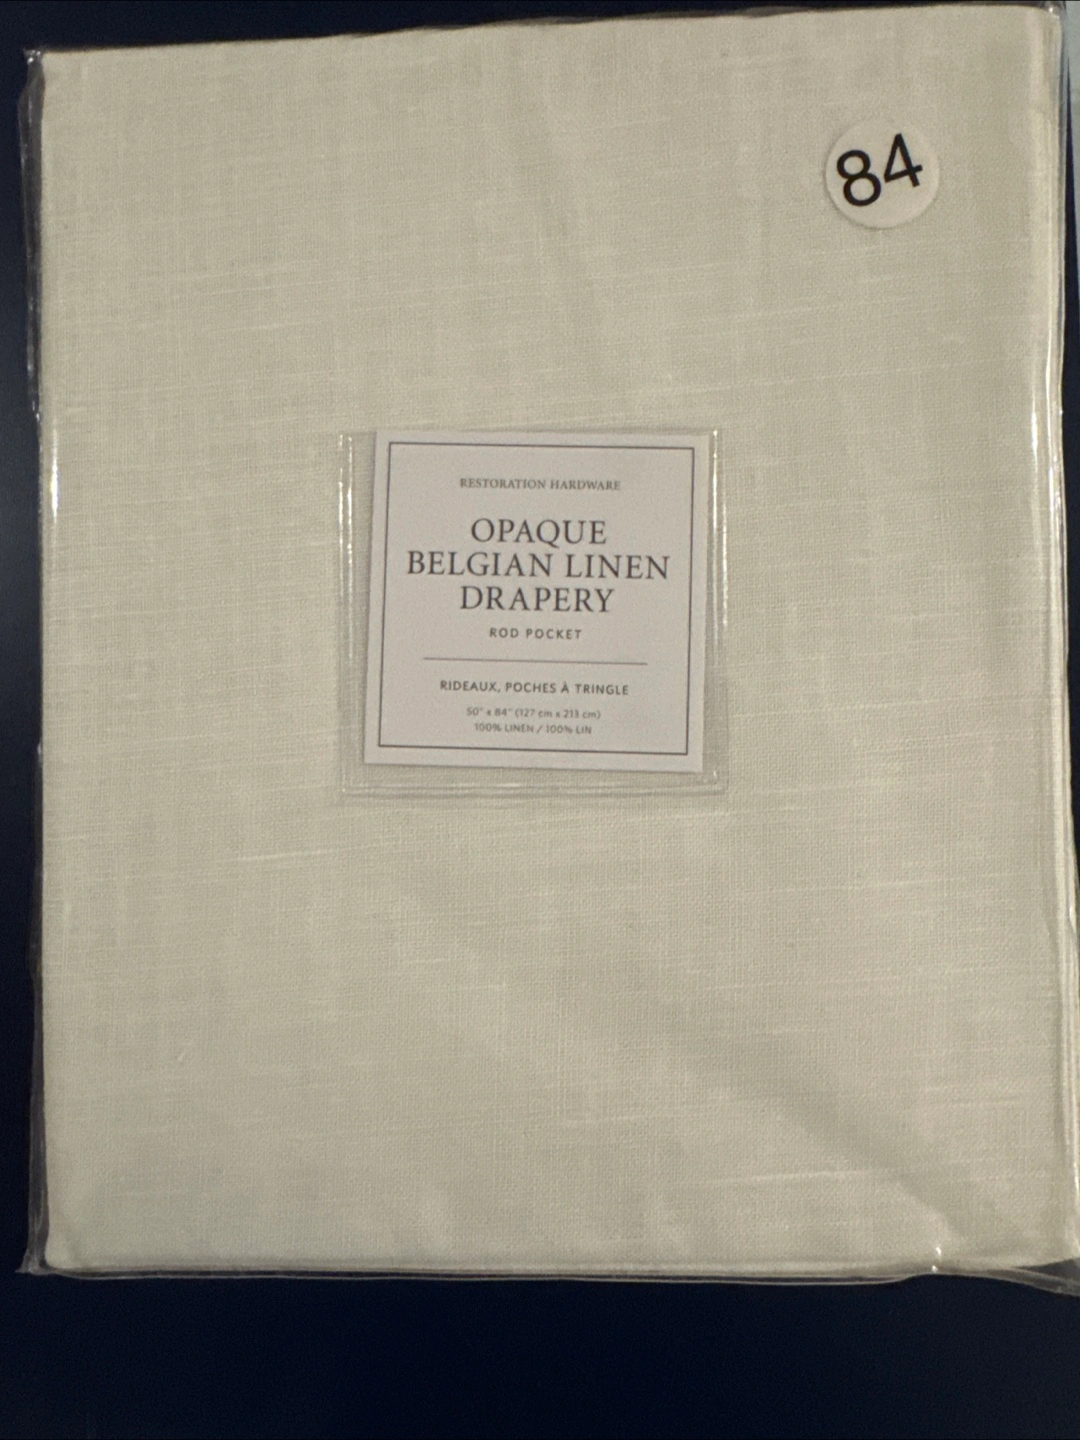 84
RESTORATION HARDWARE
OPAQUE
BELGIAN LINEN
DRAPERY
ROD POCKET
RIDEAUX, POCHES À TRINGLE
50" x 84" (127 cm x 213 cm)
100% LINEN / 100% LIN